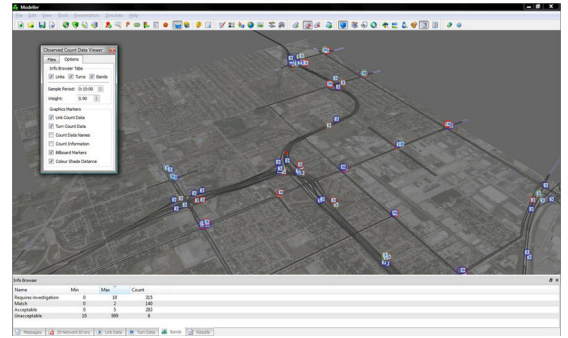 Modeller
File Edit View Tools Presentation Simulate Help
Observed Count Data Viewer
Files Options
Info Browser Tabs
Links Turns Bands
Sample Period: 0:10:00
Weight: 0.90
Graphics Markers
Link Count Data
Turn Count Data
Count Data Names
Count Information
Billboard Markers
Colour Shade Distance
Info Browser
Name Min Max Count
Requires investigation 0 10 315
Match 0 2 140
Acceptable 0 5 283
Unacceptable 10 999
Messages Network Errors Link Data Turn Data Bands Results